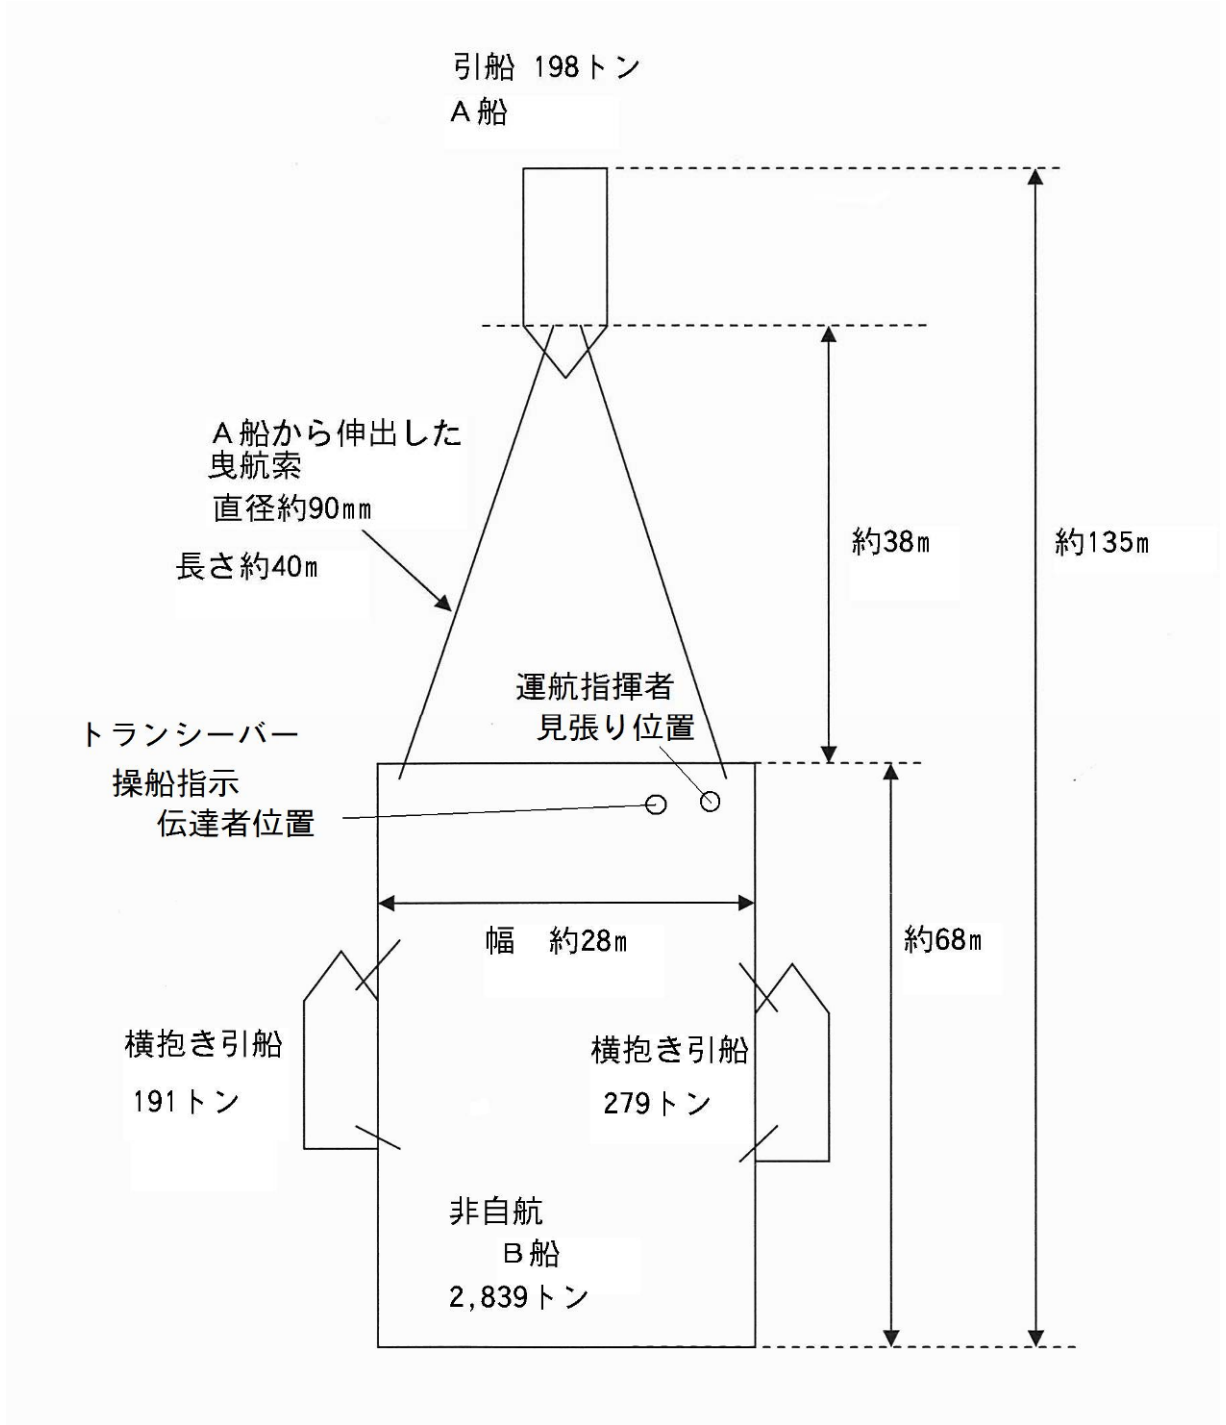 引船 198トン
A船
A船から伸出した
曳航索
直径約90㎜
長さ約40m
約38m
約135m
運航指揮者
見張り位置
トランシーバー
操船指示
伝達者位置
幅 約28m
約68m
横抱き引船
191トン
横抱き引船
279トン
非自航
B船
2,839トン